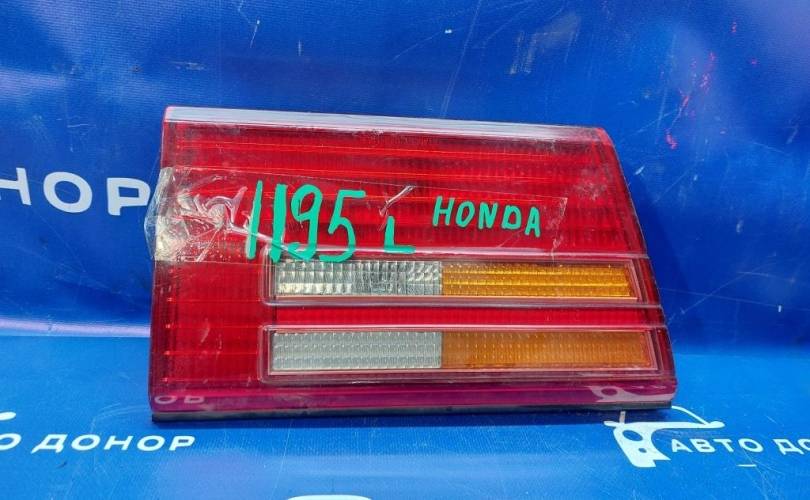 НОР
1195 L HONDA
О ДОНОР
АВТО ДОНОР